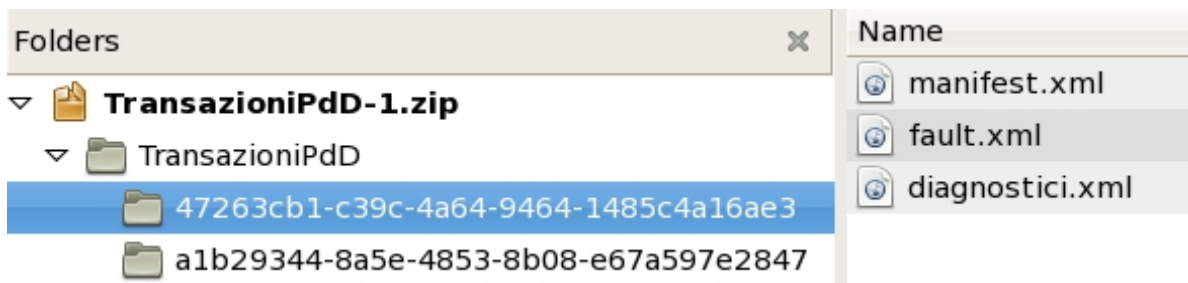 Folders
TransazioniPdD-1.zip
TransazioniPdD
47263cb1-c39c-4a64-9464-1485c4a16ae3
a1b29344-8a5e-4853-8b08-e67a597e2847
Name
manifest.xml
fault.xml
diagnostici.xml